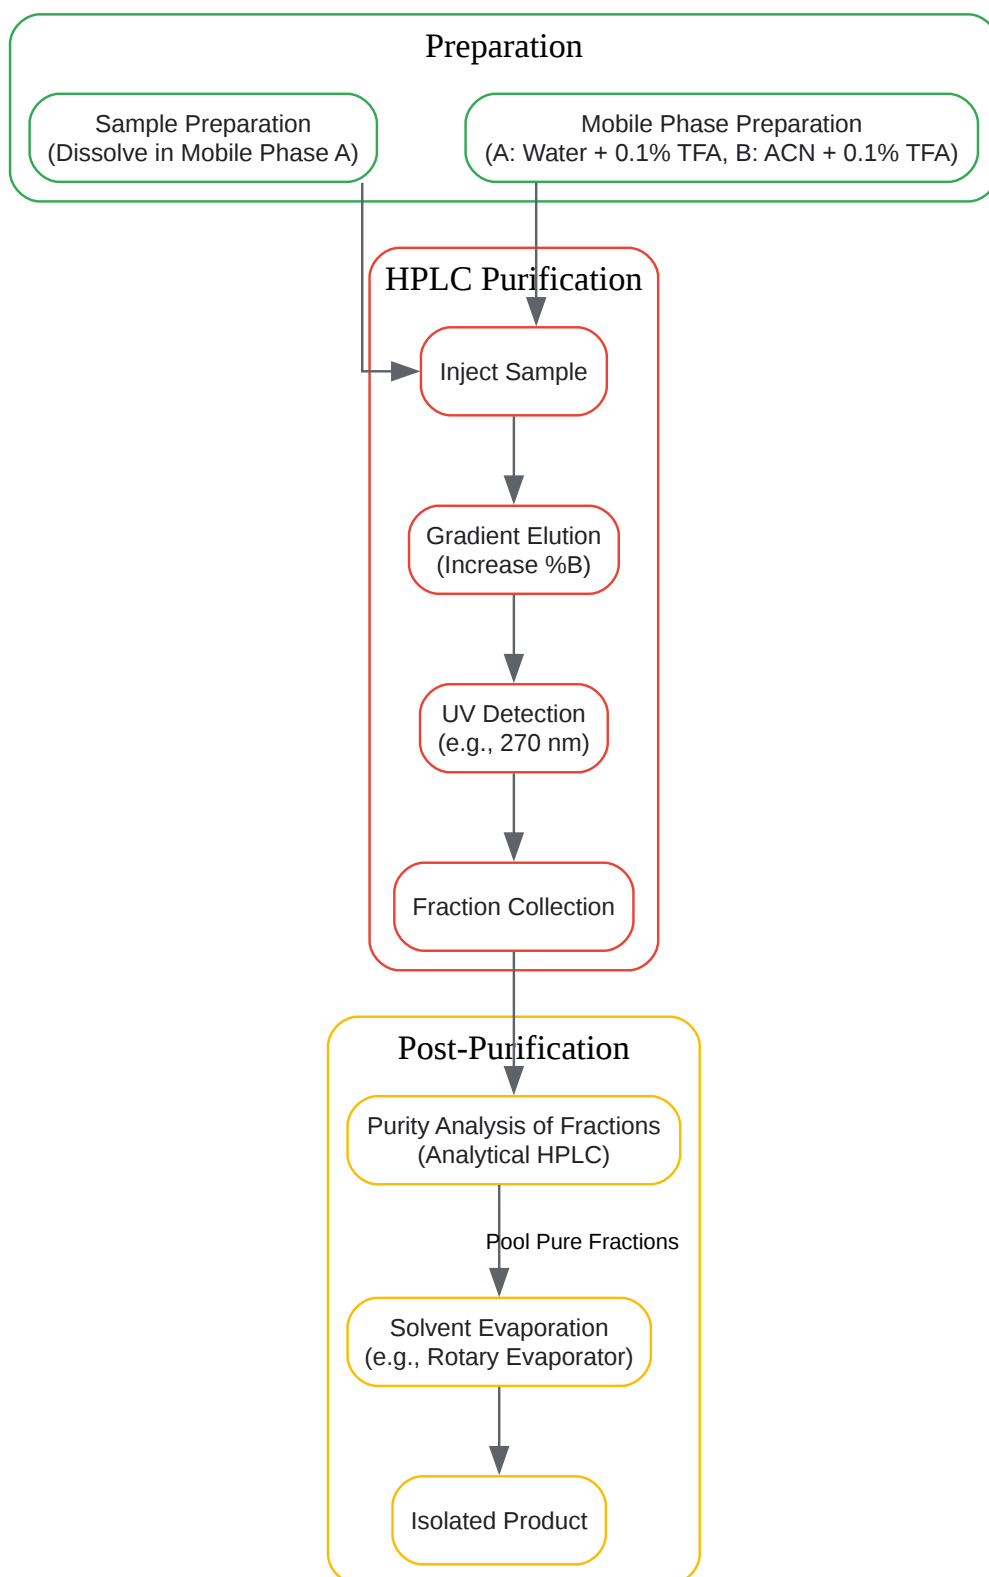 Preparation
Sample Preparation
(Dissolve in Mobile Phase A)
Mobile Phase Preparation
(A: Water + 0.1% TFA, B: ACN + 0.1% TFA)
HPLC Purification
Inject Sample
Gradient Elution
(Increase %B)
UV Detection
(e.g., 270 nm)
Fraction Collection
Post-Purification
Purity Analysis of Fractions
(Analytical HPLC)
Pool Pure Fractions
Solvent Evaporation
(e.g., Rotary Evaporator)
Isolated Product